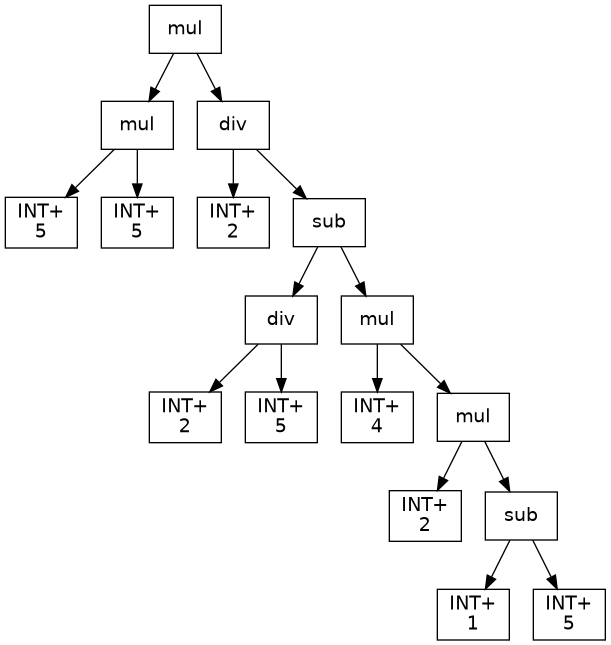 mul
mul
div
INT+
5
INT+
5
INT+
2
sub
div
mul
INT+
2
INT+
5
INT+
4
mul
INT+
2
sub
INT+
1
INT+
5